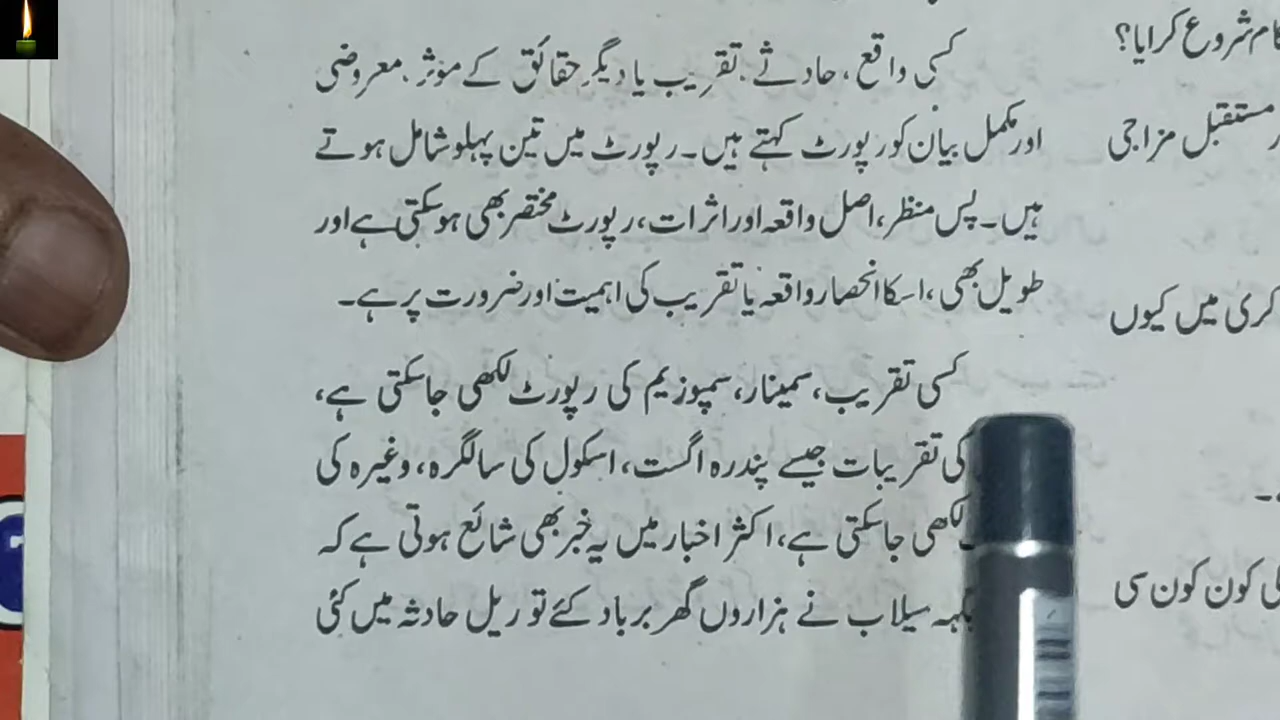 کسی واقع، حادثے، تقریب یا دیگر حقائق کے موثر، معروضی
اور مکمل بیان کو رپورٹ کہتے ہیں۔ رپورٹ میں تین پہلو شامل ہوتے
ہیں۔ پس منظر، اصل واقعہ اور اثرات، رپورٹ مختصر بھی ہوسکتی ہے اور
طویل بھی، اسکا انحصار واقعہ یا تقریب کی اہمیت اور ضرورت پر ہے۔
کسی تقریب، سمینار، سمپوزیم کی رپورٹ لکھی جاسکتی ہے،
کی تقریبات جیسے پندرہ اگست، اسکول کی سالگرہ، وغیرہ کی
لکھی جاسکتی ہے، اکثر اخبار میں یہ خبر بھی شائع ہوتی ہے کہ
سیلاب نے ہزاروں گھر برباد کئے تو ریل حادثہ میں کئی
شروع کرایا؟
مستقبل مزاجی
کری میں کیوں
کون کون سی